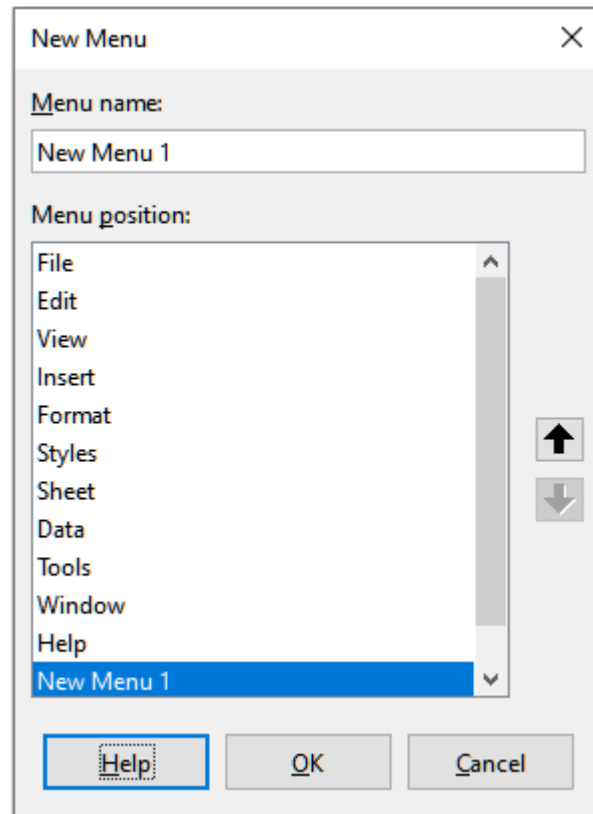 New Menu
Menu name:
New Menu 1
Menu position:
File
Edit
View
Insert
Format
Styles
Sheet
Data
Tools
Window
Help
New Menu 1
Help OK Cancel